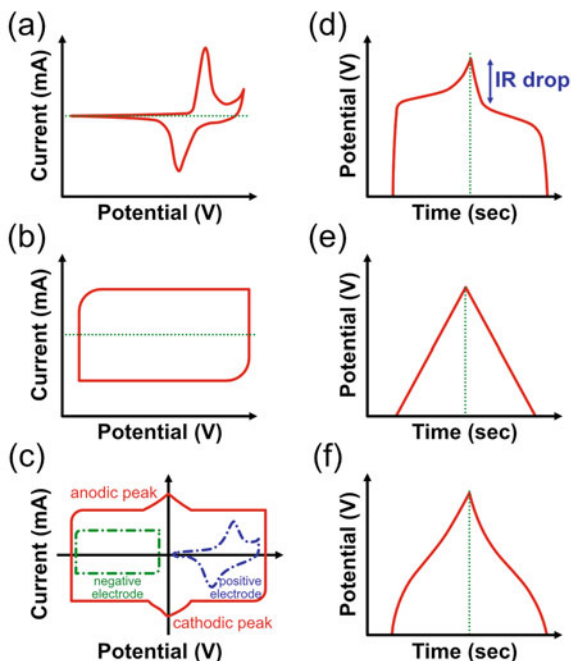 (a)
Current (mA)
Potential (V)
(d)
Potential (V)
IR drop
Time (sec)
(b)
Current (mA)
Potential (V)
(e)
Potential (V)
Time (sec)
(c)
Current (mA)
anodic peak
negative
electrode
positive
electrode
cathodic peak
Potential (V)
(f)
Potential (V)
Time (sec)